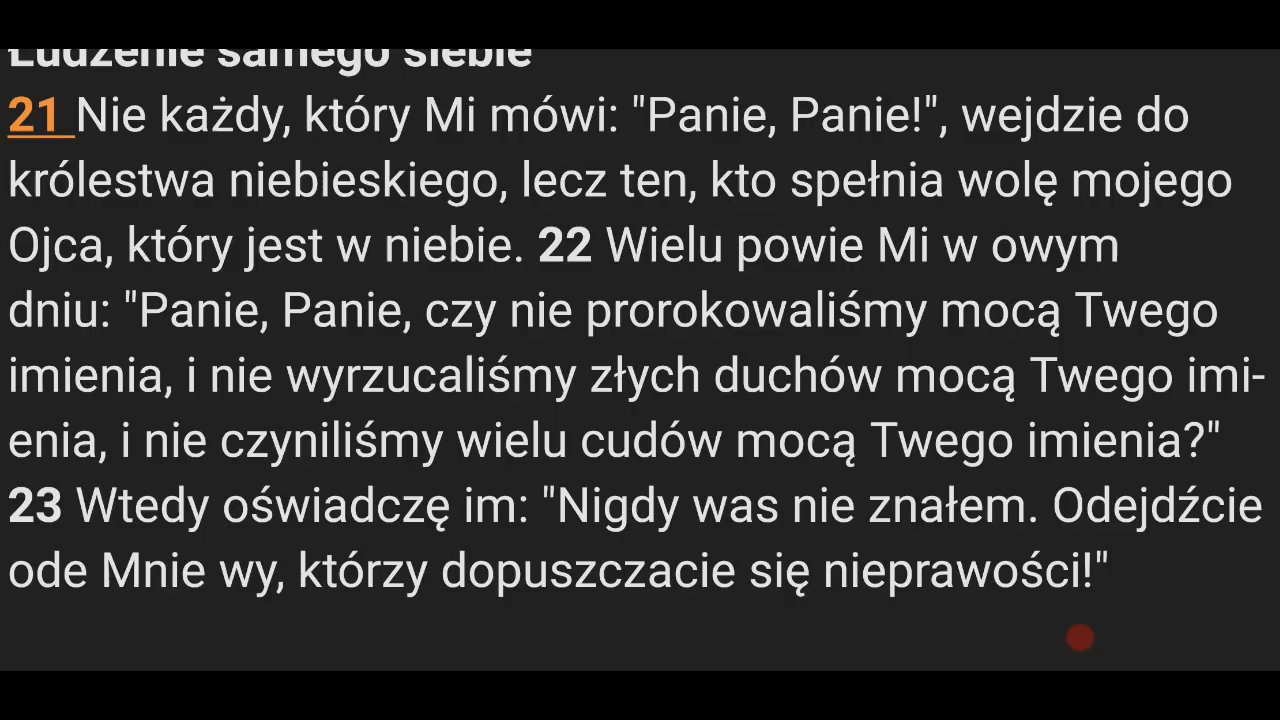 Łudzenie samego siebie
21 Nie każdy, który Mi mówi: "Panie, Panie!", wejdzie do
królestwa niebieskiego, lecz ten, kto spełnia wolę mojego
Ojca, który jest w niebie. 22 Wielu powie Mi w owym
dniu: "Panie, Panie, czy nie prorokowaliśmy mocą Twego
imienia, i nie wyrzucaliśmy złych duchów mocą Twego imi-
enia, i nie czyniliśmy wielu cudów mocą Twego imienia?"
23 Wtedy oświadczę im: "Nigdy was nie znałem. Odejdźcie
ode Mnie wy, którzy dopuszczacie się nieprawości!"